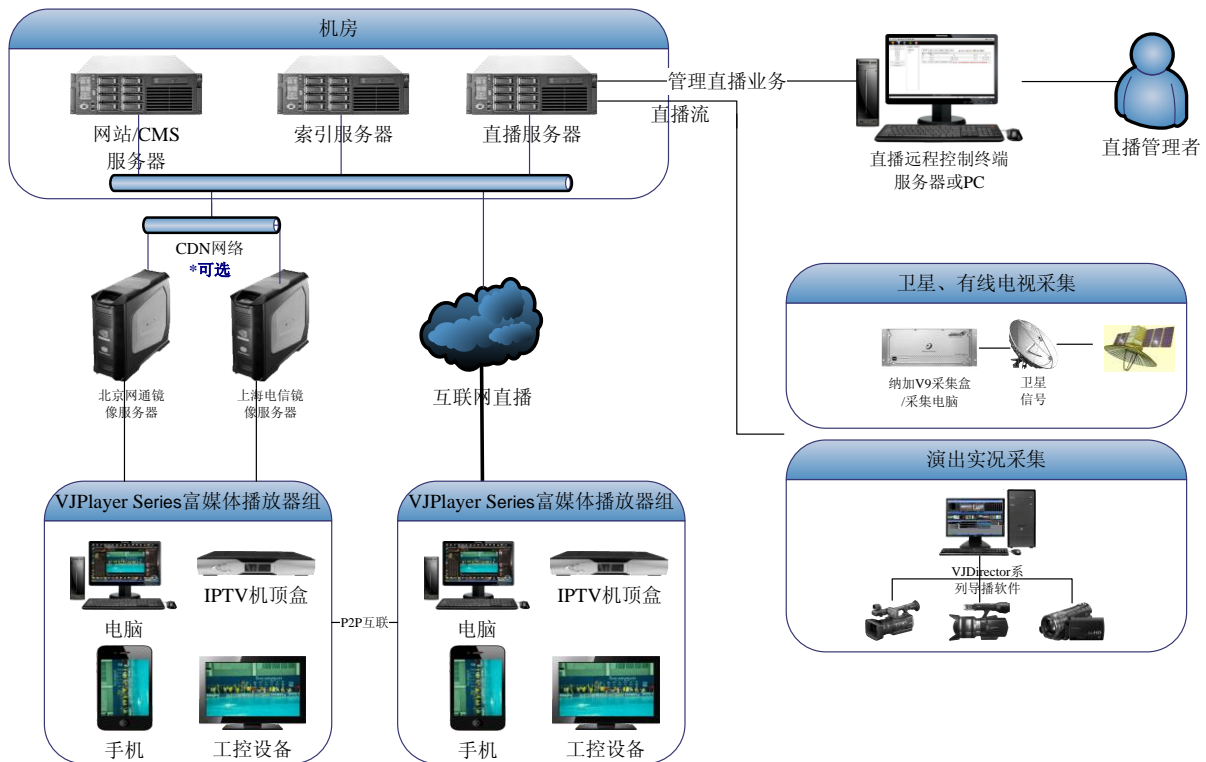 机房
网站/CMS
服务器
索引服务器
直播服务器
管理直播业务
直播流
直播远程控制终端
服务器或PC
直播管理者
CDN网络
*可选
北京网通镜
像服务器
上海电信镜
像服务器
互联网直播
卫星、有线电视采集
纳加V9采集盒
/采集电脑
卫星
信号
演出实况采集
VJDirector系
列导播软件
VJPlayer Series富媒体播放器组
电脑
IPTV机顶盒
手机
工控设备
P2P互联
VJPlayer Series富媒体播放器组
电脑
IPTV机顶盒
手机
工控设备